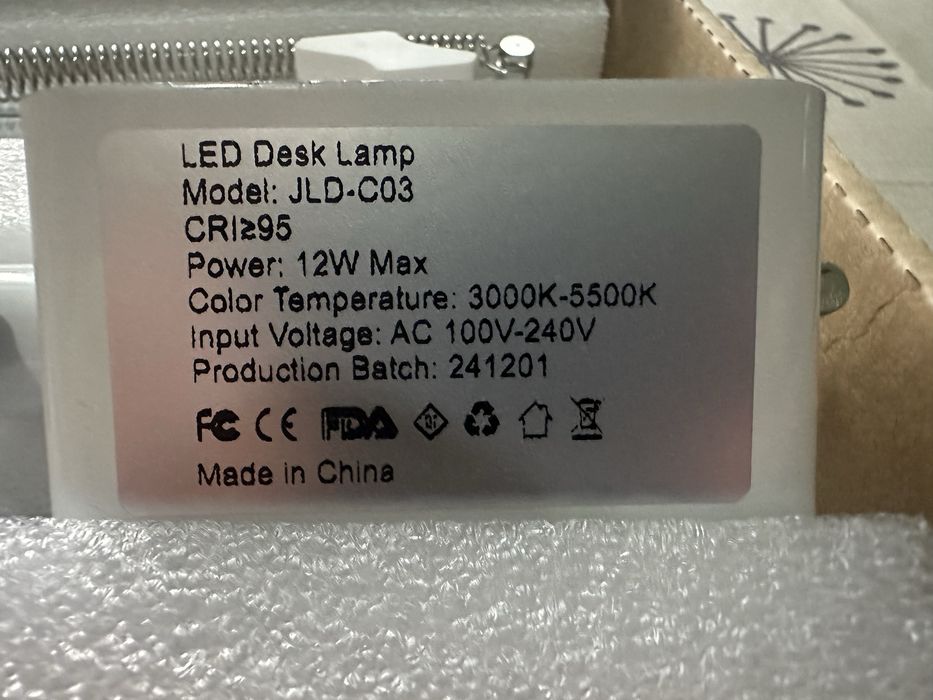 LED Desk Lamp
Model: JLD-C03
CRI≥95
Power: 12W Max
Color Temperature: 3000K-5500K
Input Voltage: AC 100V-240V
Production Batch: 241201
FC CE FDA
Made in China